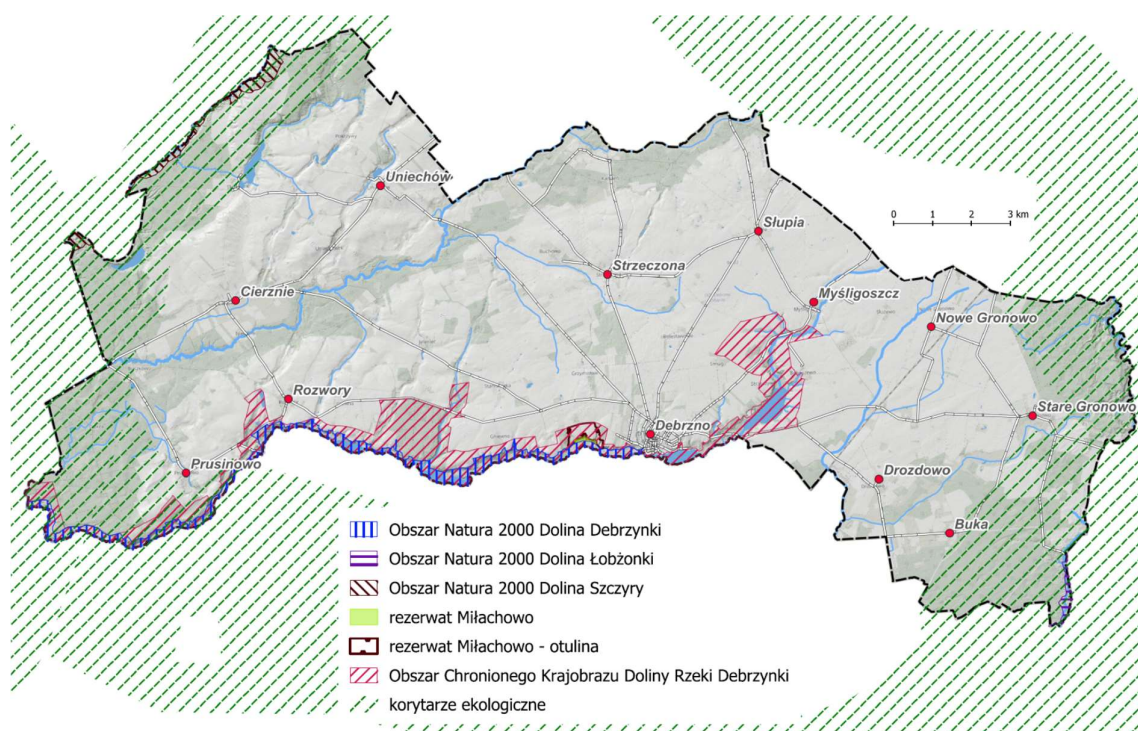 Uniechów
Słupia
0 1 2 3 km
Strzeczona
Cierznie
Myśligoszcz
Nowe Gronowo
Rozwory
Stare Gronowo
Debrzno
Prusinowo
Drozdowo
Buka
Obszar Natura 2000 Dolina Debrzynki
Obszar Natura 2000 Dolina Łobżonki
Obszar Natura 2000 Dolina Szczyry
rezerwat Miłachowo
rezerwat Miłachowo - otulina
Obszar Chronionego Krajobrazu Doliny Rzeki Debrzynki
korytarze ekologiczne